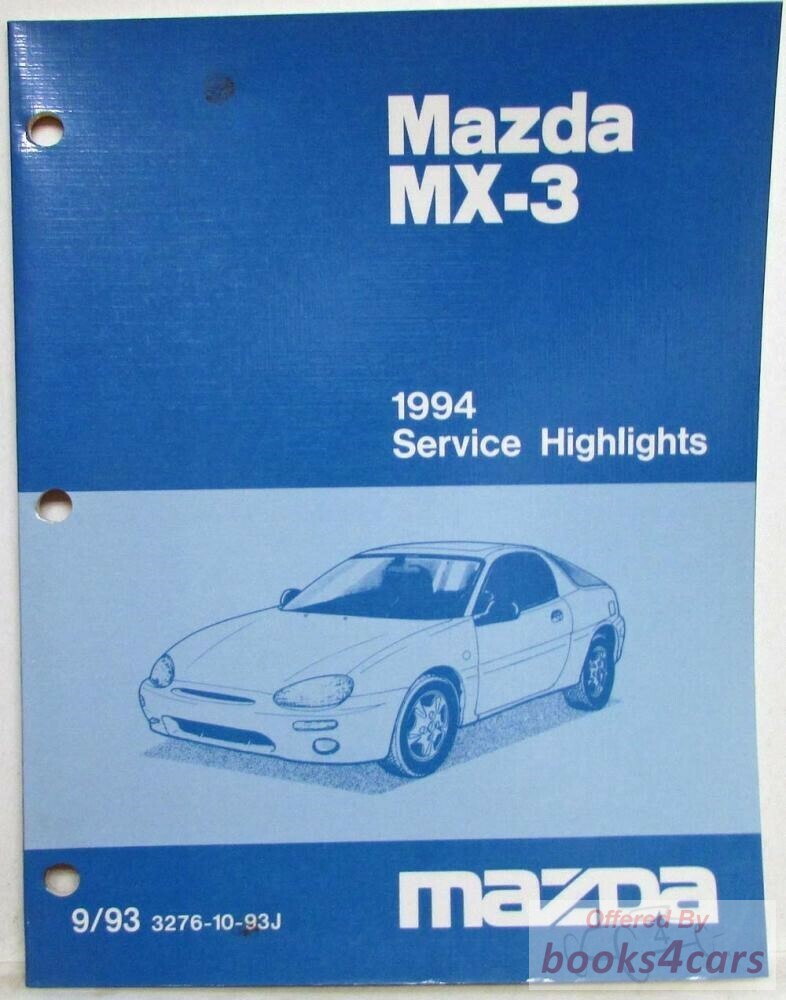 Mazda
MX-3
1994
Service Highlights
9/93 3276-10-93J
mazda
Offered By
books4cars